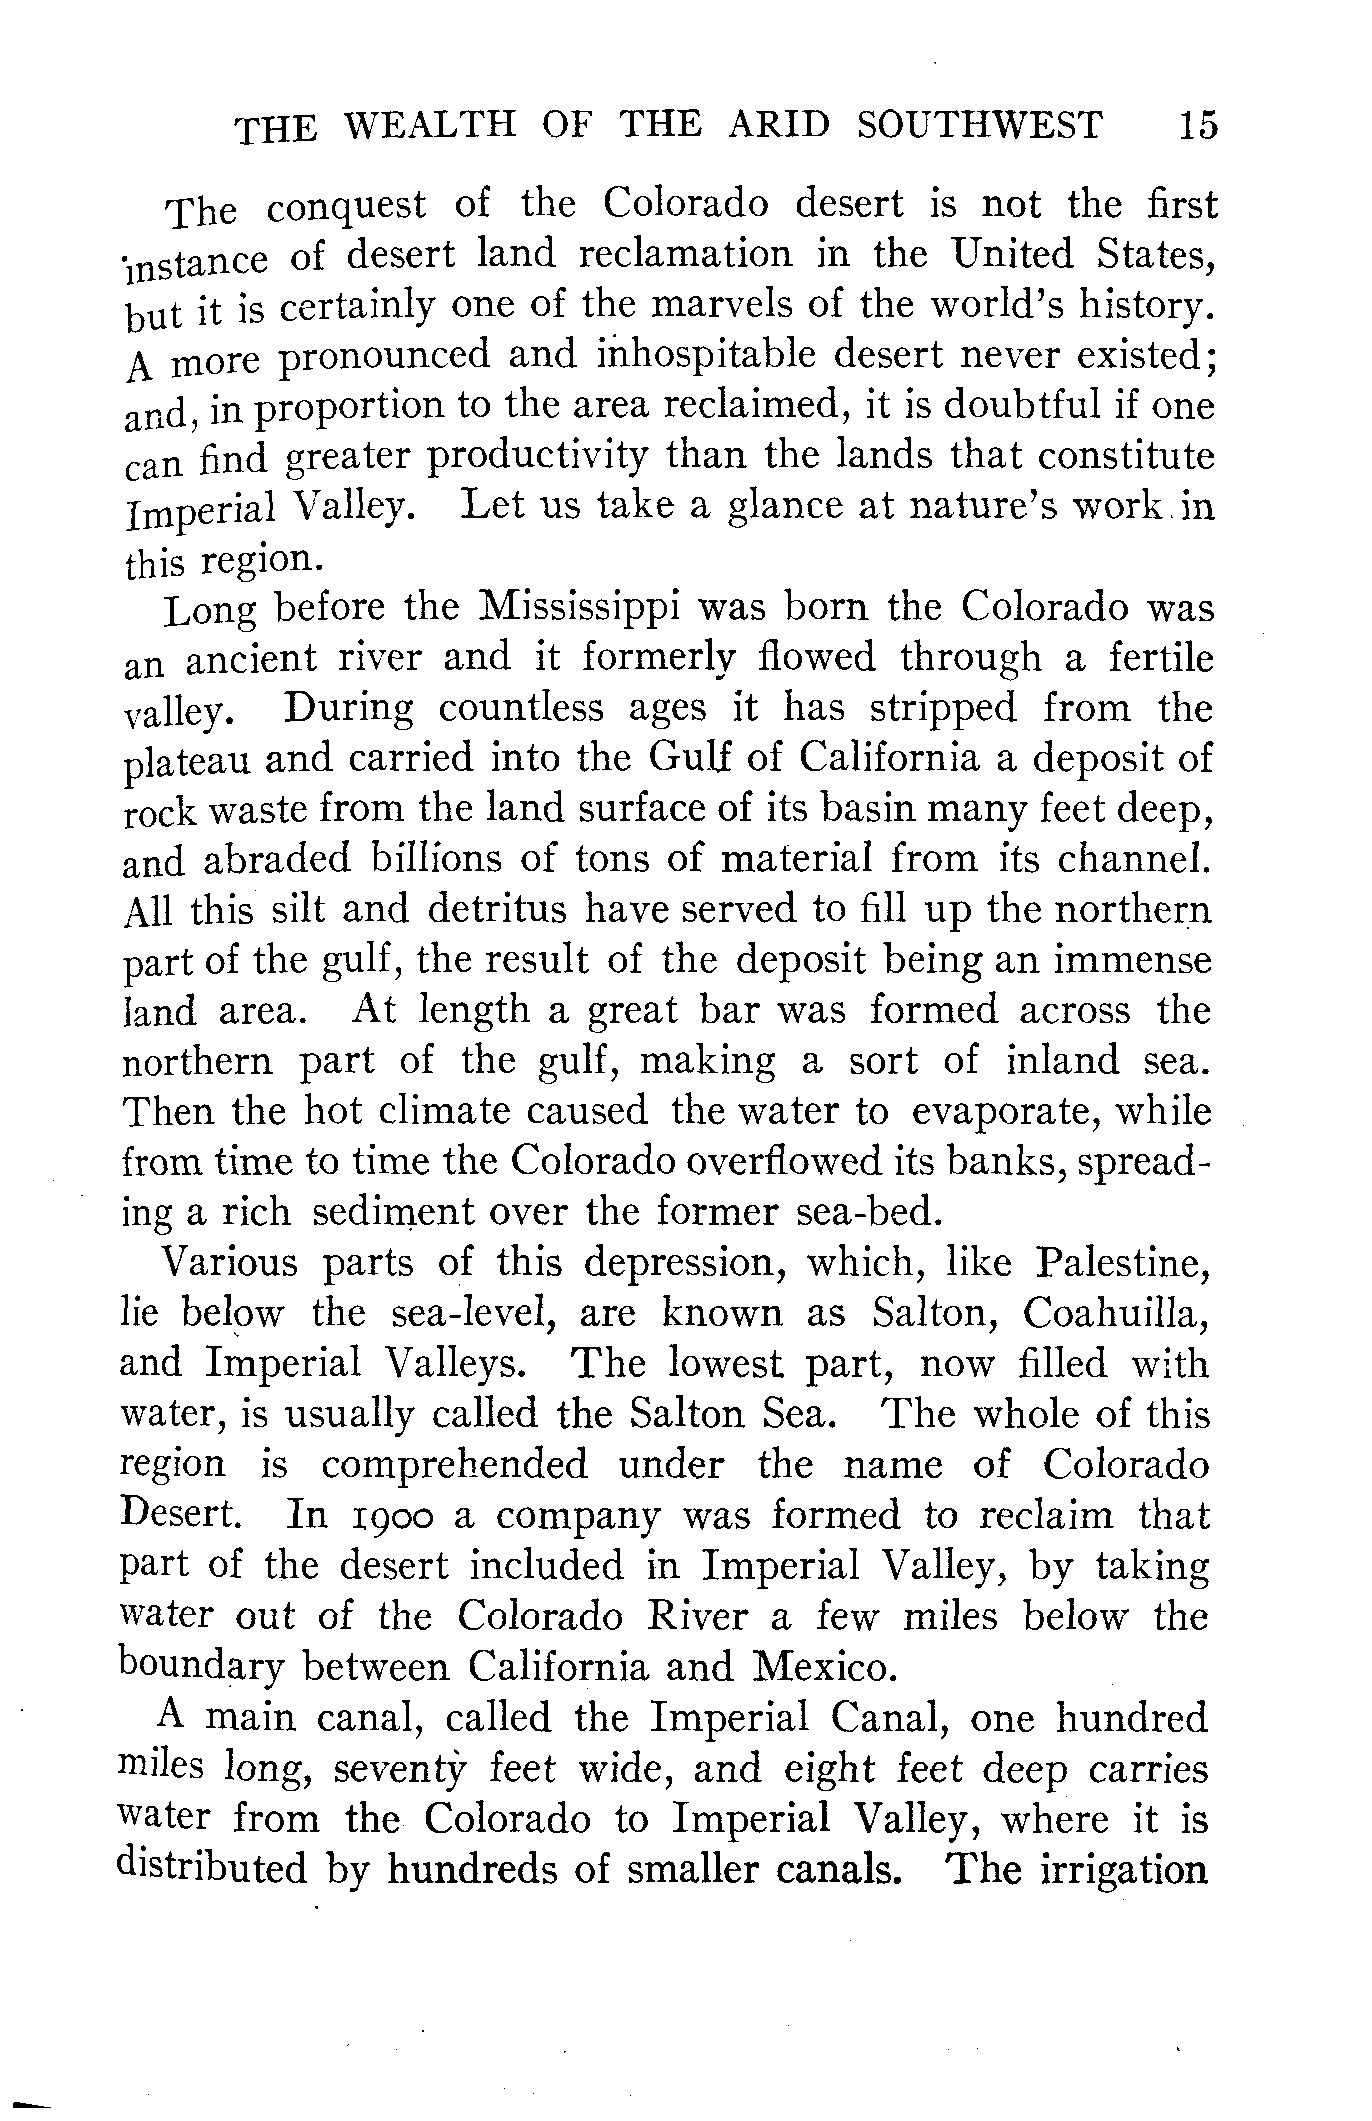 THE WEALTH OF THE ARID SOUTHWEST 15
The conquest of the Colorado desert is not the first
instance of desert land reclamation in the United States,
but it is certainly one of the marvels of the world's history.
A more pronounced and inhospitable desert never existed;
and, in proportion to the area reclaimed, it is doubtful if one
can find greater productivity than the lands that constitute
Imperial Valley. Let us take a glance at nature's work in
this region.
Long before the Mississippi was born the Colorado was
an ancient river and it formerly flowed through a fertile
valley. During countless ages it has stripped from the
plateau and carried into the Gulf of California a deposit of
rock waste from the land surface of its basin many feet deep,
and abraded billions of tons of material from its channel.
All this silt and detritus have served to fill up the northern
part of the gulf, the result of the deposit being an immense
land area. At length a great bar was formed across the
northern part of the gulf, making a sort of inland sea.
Then the hot climate caused the water to evaporate, while
from time to time the Colorado overflowed its banks, spread-
ing a rich sediment over the former sea-bed.
Various parts of this depression, which, like Palestine,
lie below the sea-level, are known as Salton, Coahuilla,
and Imperial Valleys. The lowest part, now filled with
water, is usually called the Salton Sea. The whole of this
region is comprehended under the name of Colorado
Desert. In 1900 a company was formed to reclaim that
part of the desert included in Imperial Valley, by taking
water out of the Colorado River a few miles below the
boundary between California and Mexico.
A main canal, called the Imperial Canal, one hundred
miles long, seventy feet wide, and eight feet deep carries
water from the Colorado to Imperial Valley, where it is
distributed by hundreds of smaller canals. The irrigation